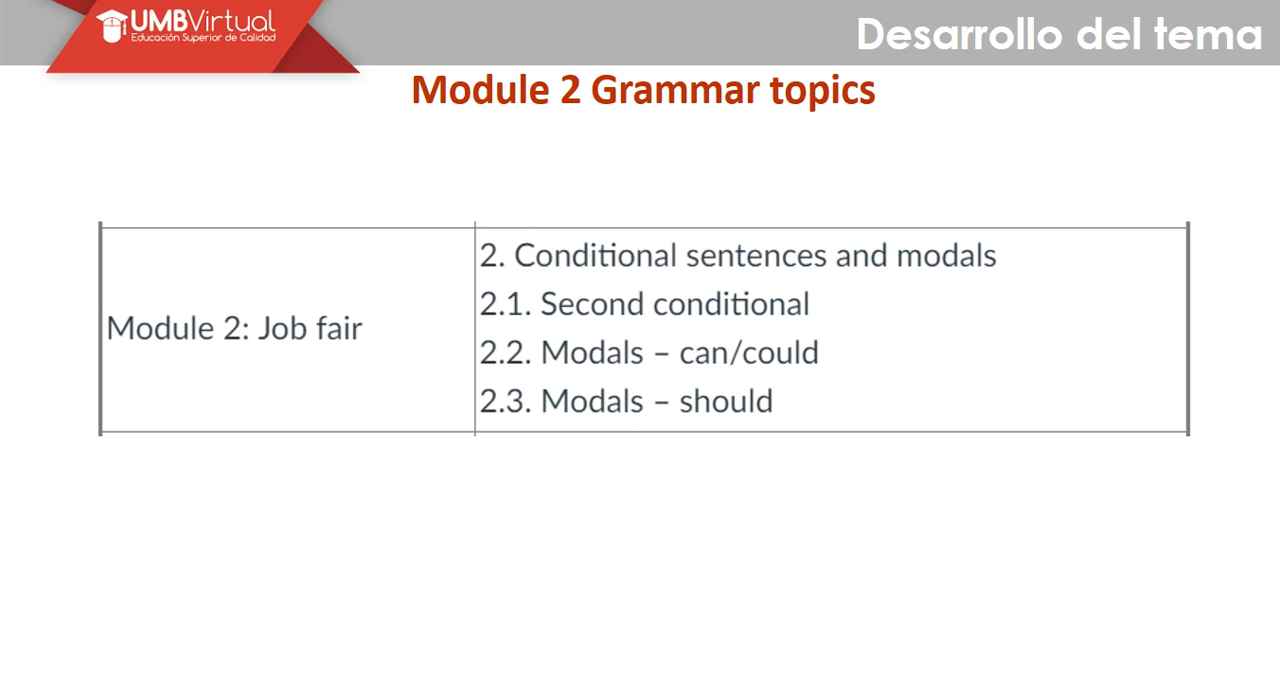 UMBVirtual
Educación Superior de Calidad
Desarrollo del tema
Module 2 Grammar topics
Module 2: Job fair
2. Conditional sentences and modals
2.1. Second conditional
2.2. Modals – can/could
2.3. Modals – should